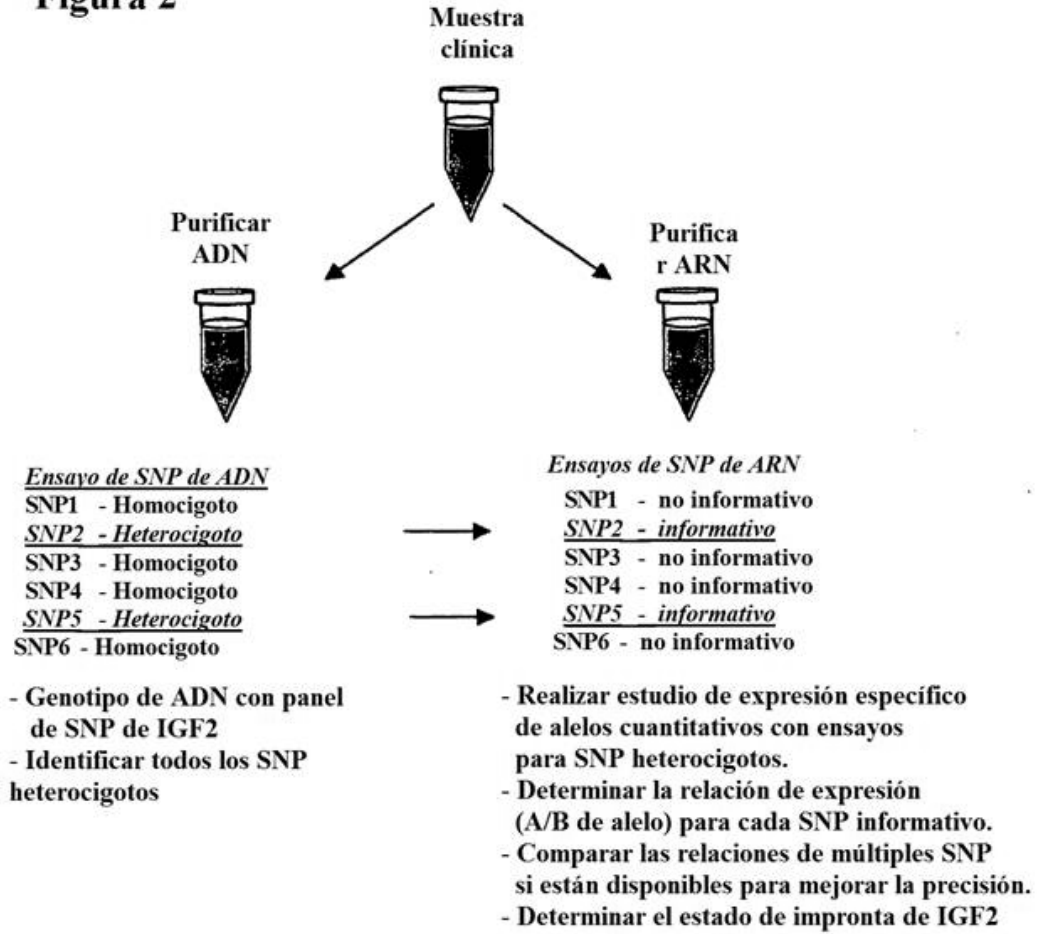 Figura 2
Muestra
clínica
Purificar
ADN
Purifica
r ARN
Ensayo de SNP de ADN
SNP1 - Homocigoto
SNP2 - Heterocigoto
SNP3 - Homocigoto
SNP4 - Homocigoto
SNP5 - Heterocigoto
SNP6 - Homocigoto
- Genotipo de ADN con panel
de SNP de IGF2
- Identificar todos los SNP
heterocigotos
Ensayos de SNP de ARN
SNP1 - no informativo
SNP2 - informativo
SNP3 - no informativo
SNP4 - no informativo
SNP5 - informativo
SNP6 - no informativo
- Realizar estudio de expresión específico
de alelos cuantitativos con ensayos
para SNP heterocigotos.
- Determinar la relación de expresión
(A/B de alelo) para cada SNP informativo.
- Comparar las relaciones de múltiples SNP
si están disponibles para mejorar la precisión.
- Determinar el estado de impronta de IGF2